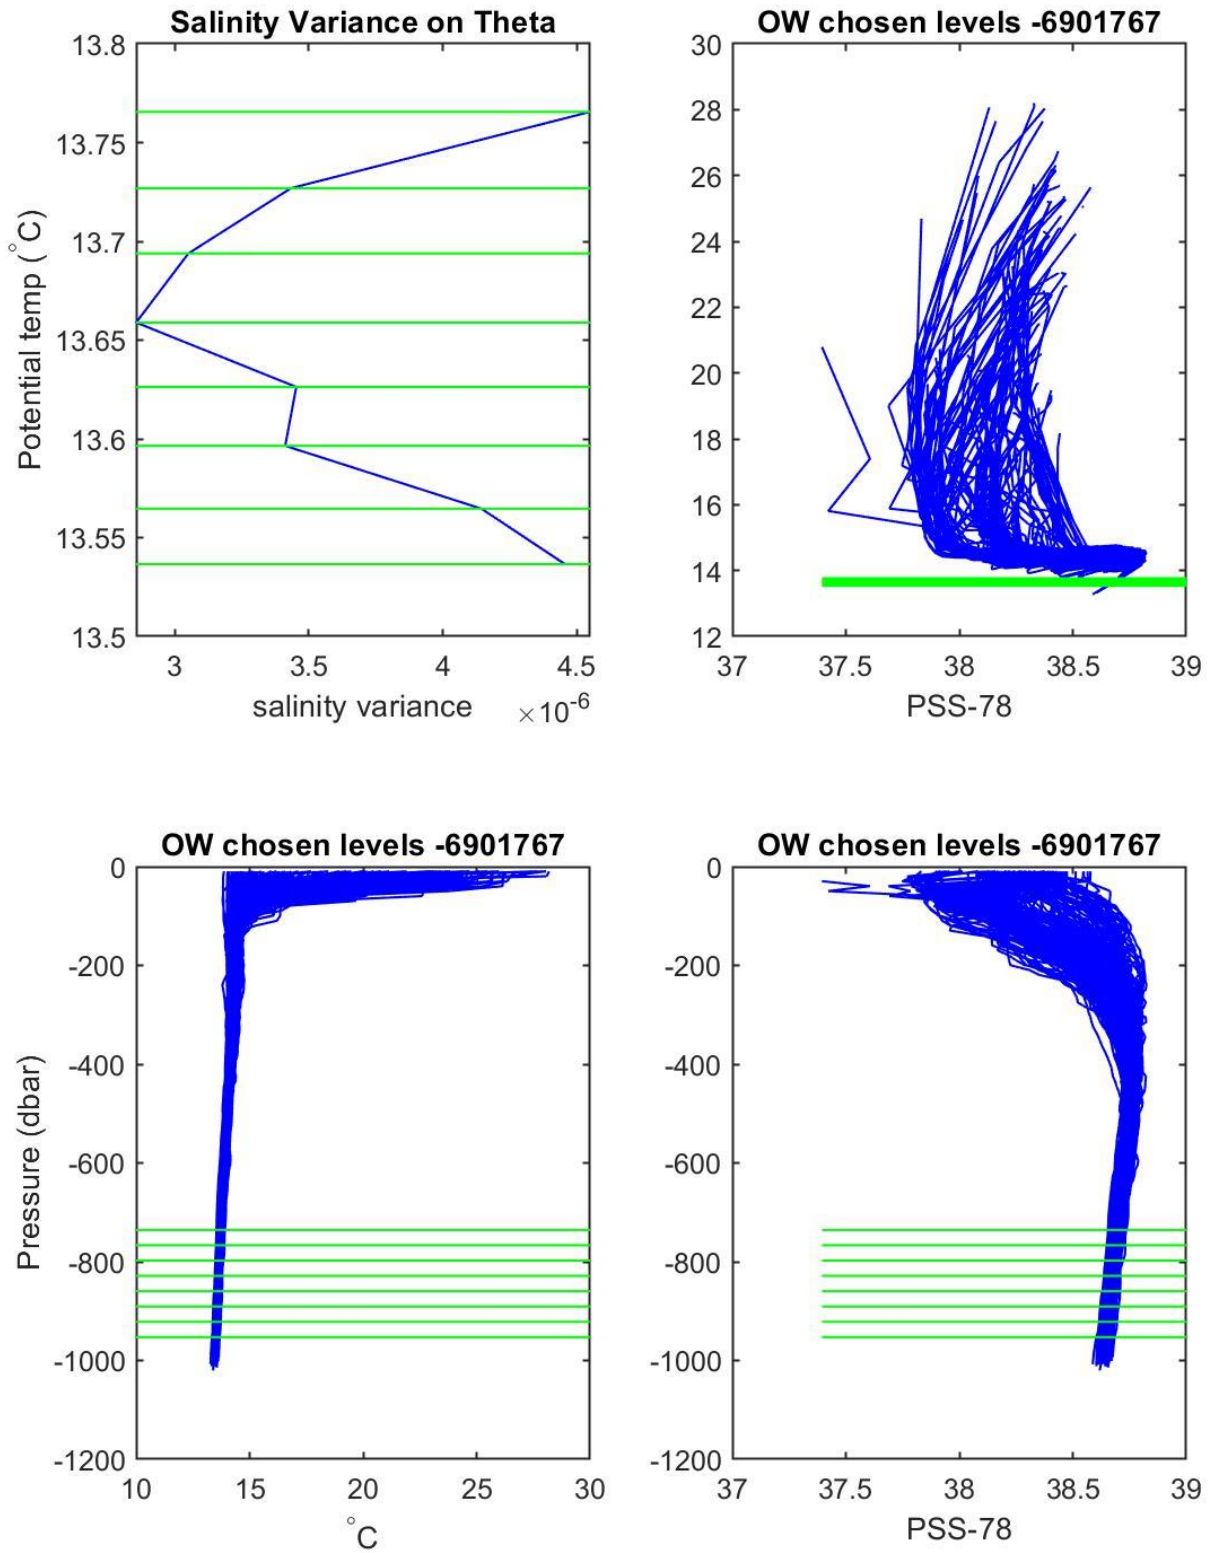 Salinity Variance on Theta
13.8
13.75
13.7
13.65
13.6
13.55
13.5
Potential temp (°C)
3 3.5 4 4.5
salinity variance ×10-6
OW chosen levels -6901767
30
28
26
24
22
20
18
16
14
12
37 37.5 38 38.5 39
PSS-78
OW chosen levels -6901767
0
-200
-400
-600
-800
-1000
-1200
Pressure (dbar)
10 15 20 25 30
°C
OW chosen levels -6901767
0
-200
-400
-600
-800
-1000
-1200
37 37.5 38 38.5 39
PSS-78